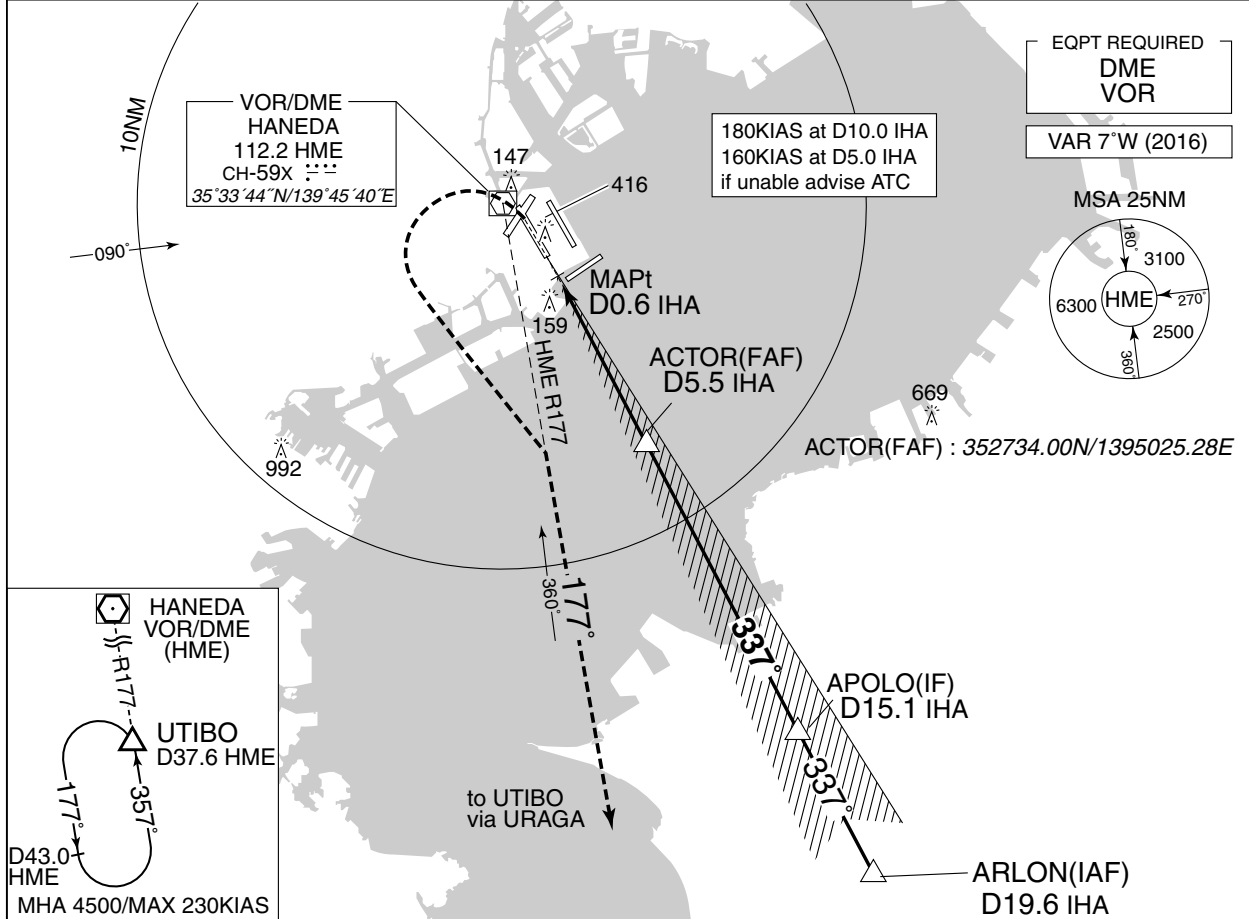 EQPT REQUIRED
DME
VOR
VAR 7°W (2016)
10NM
VOR/DME
HANEDA
112.2 HME
CH-59X
35°33´44˝N/139°45´40˝E
180KIAS at D10.0 IHA
160KIAS at D5.0 IHA
if unable advise ATC
147
416
MSA 25NM
180°
3100
6300
HME
270°
2500
360°
090°
MAPt
D0.6 IHA
159
HME R177
ACTOR(FAF)
D5.5 IHA
669
ACTOR(FAF) : 352734.00N/1395025.28E
992
360°
177°
337°
APOLO(IF)
D15.1 IHA
337°
to UTIBO
via URAGA
ARLON(IAF)
D19.6 IHA
HANEDA
VOR/DME
(HME)
R177
UTIBO
D37.6 HME
177°
357°
D43.0
HME
MHA 4500/MAX 230KIAS